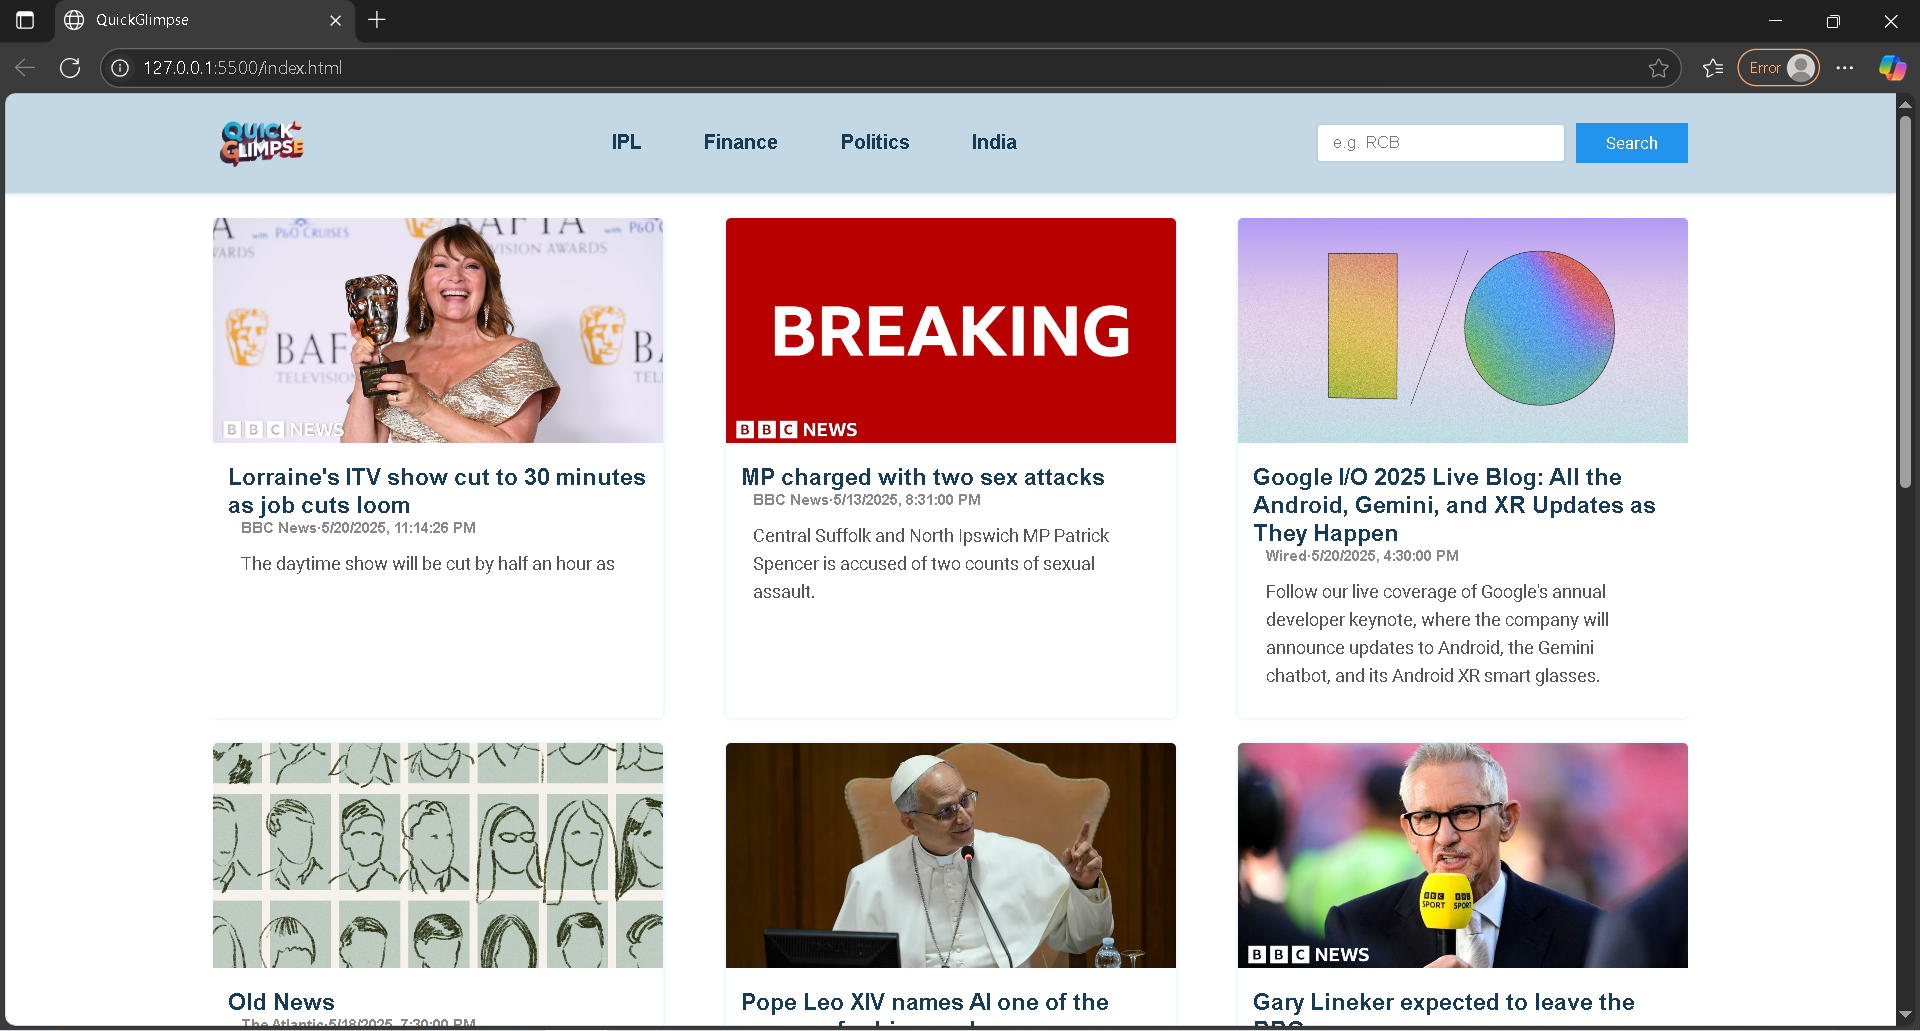 QuickGlimpse
127.0.0.1:5500/index.html
Error
QUICK
GLIMPSE
IPL
Finance
Politics
India
e.g. RCB
Search
P&O CRUISES
BAFTA
P&O
VISION AWARDS
BAF
TELEVISION
BBC NEWS
BREAKING
BBC NEWS
I/O
Lorraine's ITV show cut to 30 minutes
as job cuts loom
BBC News·5/20/2025, 11:14:26 PM
The daytime show will be cut by half an hour as
MP charged with two sex attacks
BBC News·5/13/2025, 8:31:00 PM
Central Suffolk and North Ipswich MP Patrick
Spencer is accused of two counts of sexual
assault.
Google I/O 2025 Live Blog: All the
Android, Gemini, and XR Updates as
They Happen
Wired·5/20/2025, 4:30:00 PM
Follow our live coverage of Google's annual
developer keynote, where the company will
announce updates to Android, the Gemini
chatbot, and its Android XR smart glasses.
BBC BBC
SPORT SPORT
BBC NEWS
Old News
The Atlantic·5/18/2025, 7:30:00 PM
Pope Leo XIV names AI one of the
Gary Lineker expected to leave the
BBC